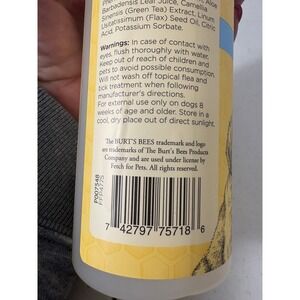 Barbadensis Leaf Juice, Camellia
Sinensis (Green Tea) Extract, Linum
Usitatissimum (Flax) Seed Oil, Citric
Acid, Potassium Sorbate.
Warnings: In case of contact with
eyes, flush thoroughly with water.
Keep out of reach of children and
pets to avoid possible consumption.
Will not wash off topical flea and
tick treatment when following
manufacturer's directions.
For external use only on dogs 8
weeks of age and older. Store in a
cool, dry place out of direct sunlight.
The BURT'S BEES trademark and logo
are trademarks of The Burt's Bees Products
Company and are used under license by
Fetch for Pets. All rights reserved.
P007548
FFP4775
7 42797 75718 6